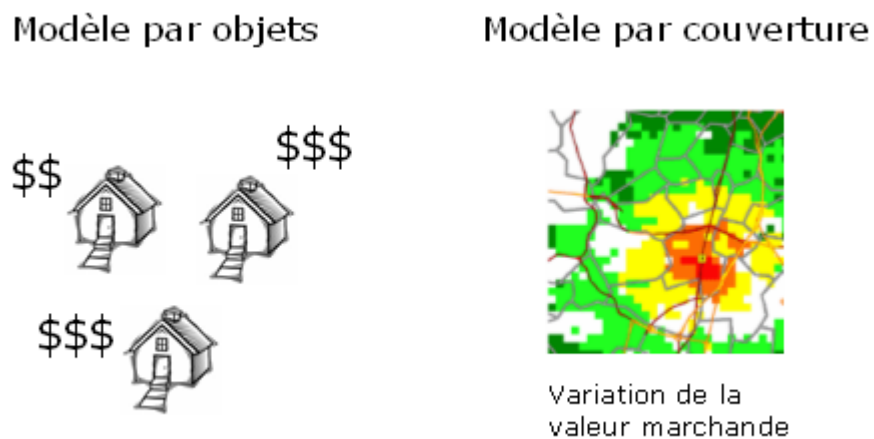 Modèle par objets
Modèle par couverture
$$
$$$
$$$
Variation de la
valeur marchande